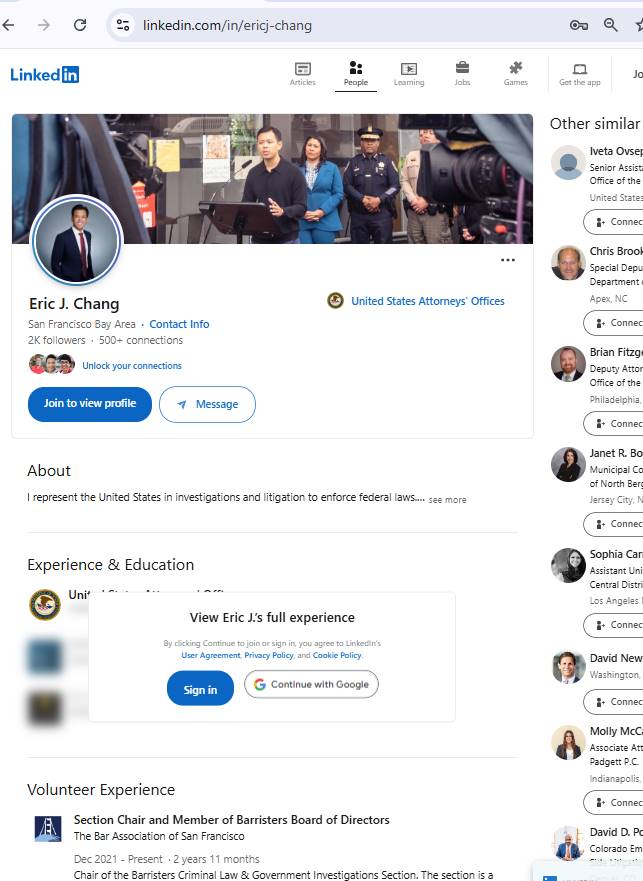 linkedin.com/in/ericj-chang
Linked in
Articles
People
Learning
Jobs
Games
Get the app
Eric J. Chang
United States Attorneys' Offices
San Francisco Bay Area · Contact Info
2K followers · 500+ connections
Unlock your connections
Join to view profile
Message
About
I represent the United States in investigations and litigation to enforce federal laws.... see more
Experience & Education
View Eric J.'s full experience
By clicking Continue to join or sign in, you agree to LinkedIn's
User Agreement, Privacy Policy, and Cookie Policy.
Sign in
Continue with Google
Volunteer Experience
Section Chair and Member of Barristers Board of Directors
The Bar Association of San Francisco
Dec 2021 - Present · 2 years 11 months
Chair of the Barristers Criminal Law & Government Investigations Section. The section is a
Other similar
Iveta Ovsep
Senior Assista
Office of the
United States
Connec
Chris Brook
Special Depu
Department o
Apex, NC
Connec
Brian Fitzge
Deputy Attor
Office of the
Philadelphia,
Connec
Janet R. Bo
Municipal Co
of North Berg
Jersey City, N
Connec
Sophia Carr
Assistant Uni
Central Distri
Los Angeles
Connec
David New
Washington,
Connec
Molly McCa
Associate Att
Padgett P.C.
Indianapolis,
Connec
David D. Po
Colorado Em